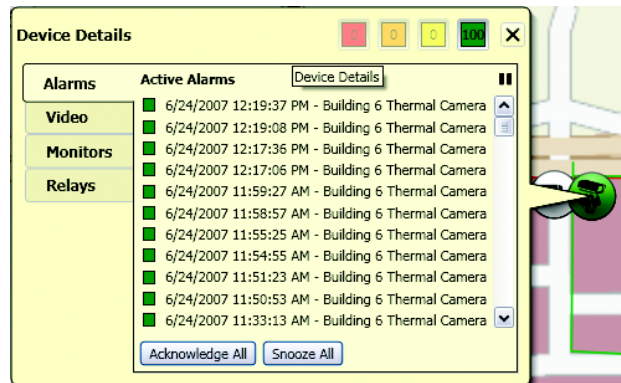 Device Details
0 0 0 100
Alarms
Video
Monitors
Relays
Active Alarms
Device Details
6/24/2007 12:19:37 PM - Building 6 Thermal Camera
6/24/2007 12:19:08 PM - Building 6 Thermal Camera
6/24/2007 12:17:36 PM - Building 6 Thermal Camera
6/24/2007 12:17:06 PM - Building 6 Thermal Camera
6/24/2007 11:59:27 AM - Building 6 Thermal Camera
6/24/2007 11:58:57 AM - Building 6 Thermal Camera
6/24/2007 11:55:25 AM - Building 6 Thermal Camera
6/24/2007 11:54:55 AM - Building 6 Thermal Camera
6/24/2007 11:51:23 AM - Building 6 Thermal Camera
6/24/2007 11:50:53 AM - Building 6 Thermal Camera
6/24/2007 11:33:13 AM - Building 6 Thermal Camera
Acknowledge All
Snooze All